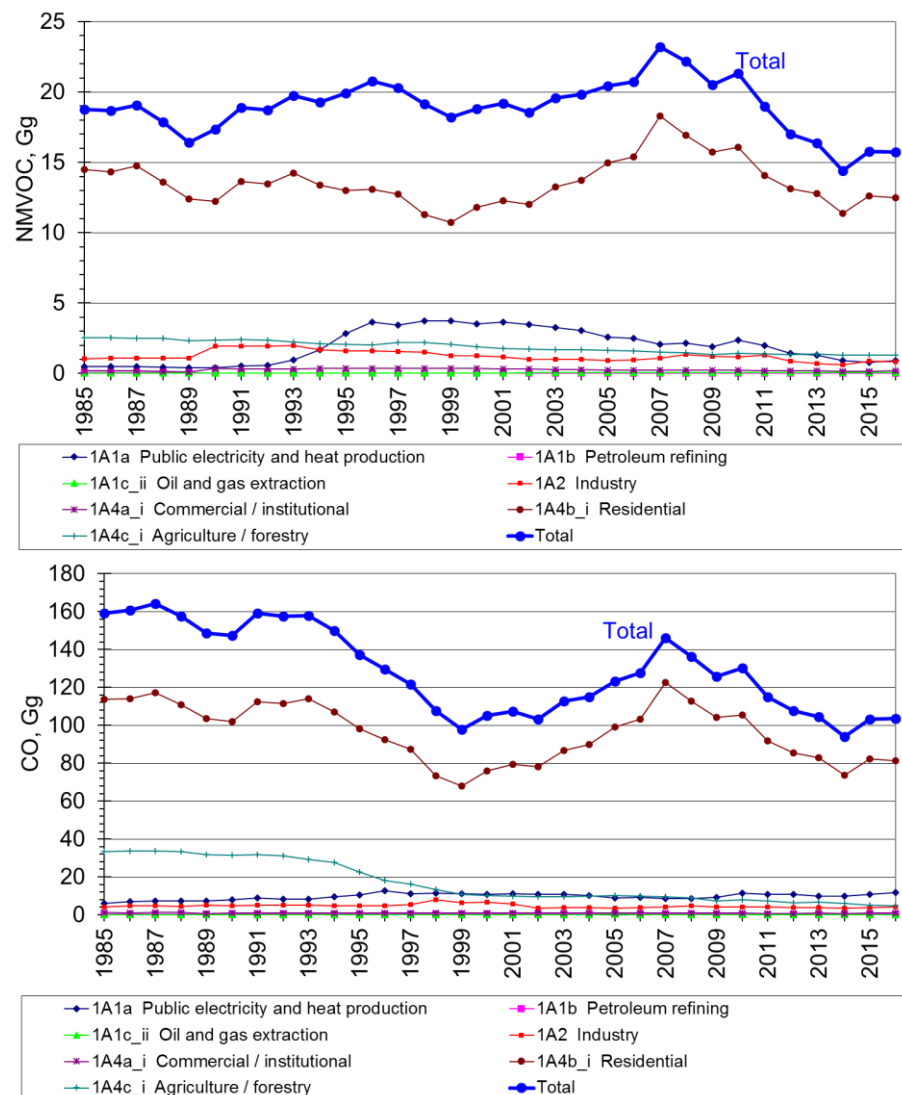 25
20
15
10
5
0
NMVOC, Gg
Total
1985
1987
1989
1991
1993
1995
1997
1999
2001
2003
2005
2007
2009
2011
2013
2015
1A1a Public electricity and heat production
1A1b Petroleum refining
1A1c_ii Oil and gas extraction
1A2 Industry
1A4a_i Commercial / institutional
1A4b_i Residential
1A4c_i Agriculture / forestry
Total
180
160
140
120
100
80
60
40
20
0
CO, Gg
Total
1985
1987
1989
1991
1993
1995
1997
1999
2001
2003
2005
2007
2009
2011
2013
2015
1A1a Public electricity and heat production
1A1b Petroleum refining
1A1c_ii Oil and gas extraction
1A2 Industry
1A4a_i Commercial / institutional
1A4b_i Residential
1A4c_i Agriculture / forestry
Total